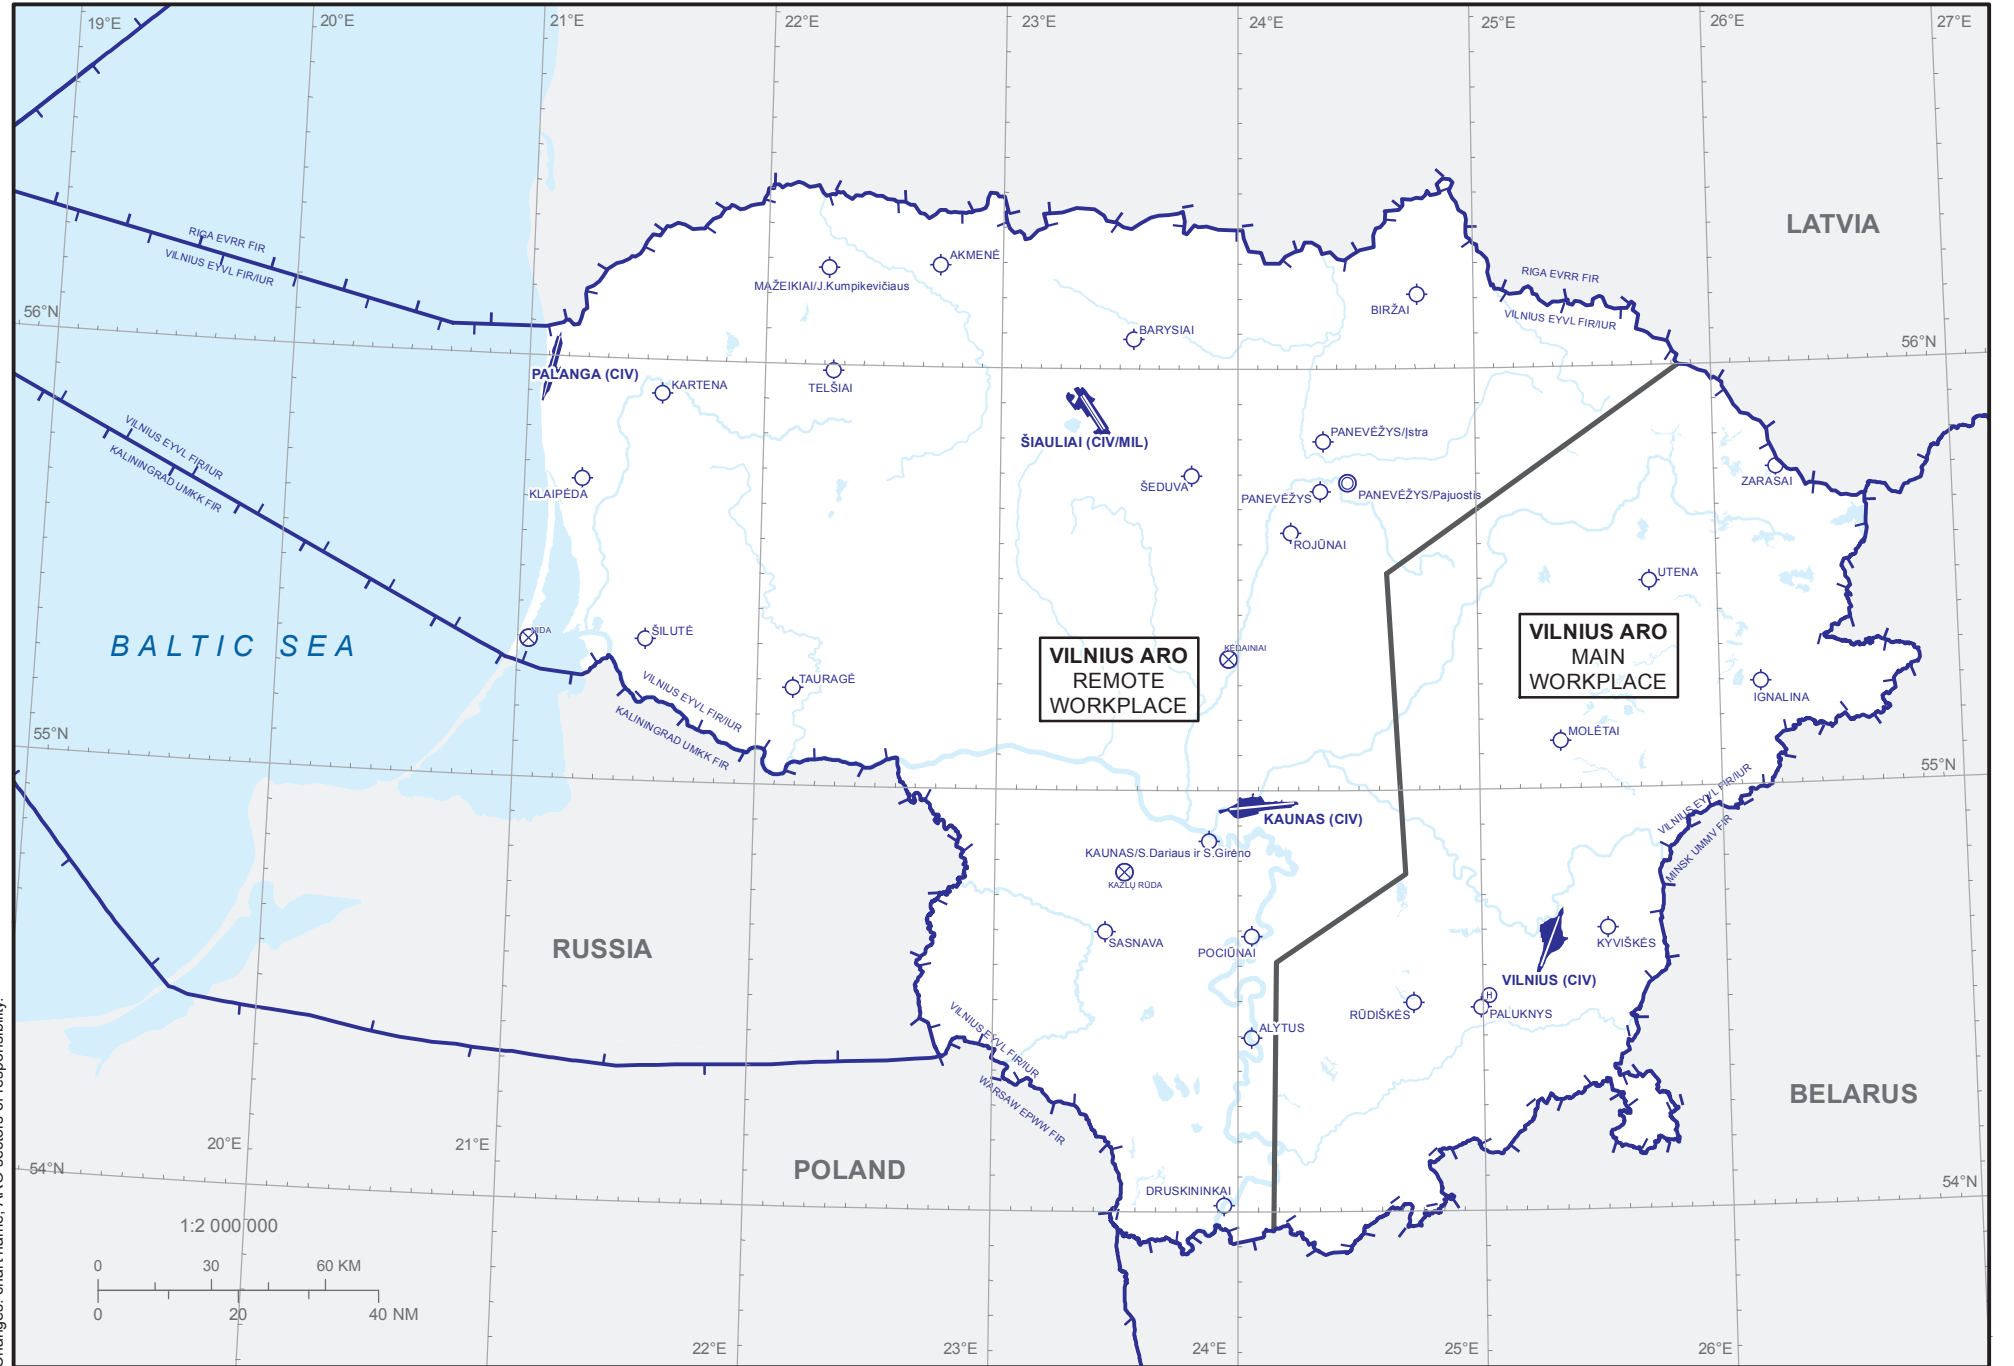 19°E
20°E
21°E
22°E
23°E
24°E
25°E
26°E
27°E
LATVIA
RIGA EVRR FIR
VILNIUS EYVL FIR/IUR
AKMENĖ
MAŽEIKIAI/J.Kumpikevičiaus
RIGA EVRR FIR
VILNIUS EYVL FIR/IUR
BIRŽAI
56°N
BARYSIAI
56°N
PALANGA (CIV)
KARTENA
TELŠIAI
VILNIUS EYVL FIR/IUR
KALININGRAD UMKK FIR
ŠIAULIAI (CIV/MIL)
PANEVĖŽYS/Įstra
KLAIPĖDA
ŠEDUVA
PANEVĖŽYS
PANEVĖŽYS/Pajuostis
ZARASAI
ROJŪNAI
UTENA
BALTIC SEA
NIDA
ŠILUTĖ
VILNIUS ARO
REMOTE
WORKPLACE
KĖDAINIAI
VILNIUS ARO
MAIN
WORKPLACE
TAURAGĖ
VILNIUS EYVL FIR/IUR
KALININGRAD UMKK FIR
IGNALINA
MOLĖTAI
55°N
55°N
VILNIUS EYVL FIR/IUR
MINSK UMMV FIR
KAUNAS (CIV)
KAUNAS/S.Dariaus ir S.Girėno
KAZLŲ RŪDA
RUSSIA
SASNAVA
POCIŪNAI
KYVIŠKĖS
VILNIUS (CIV)
H
RŪDIŠKĖS
PALUKNYS
ALYTUS
VILNIUS EYVL FIR/IUR
WARSAW EPWW FIR
BELARUS
20°E
21°E
54°N
POLAND
DRUSKININKAI
54°N
1:2 000 000
0 30 60 KM
0 20 40 NM
22°E
23°E
24°E
25°E
26°E